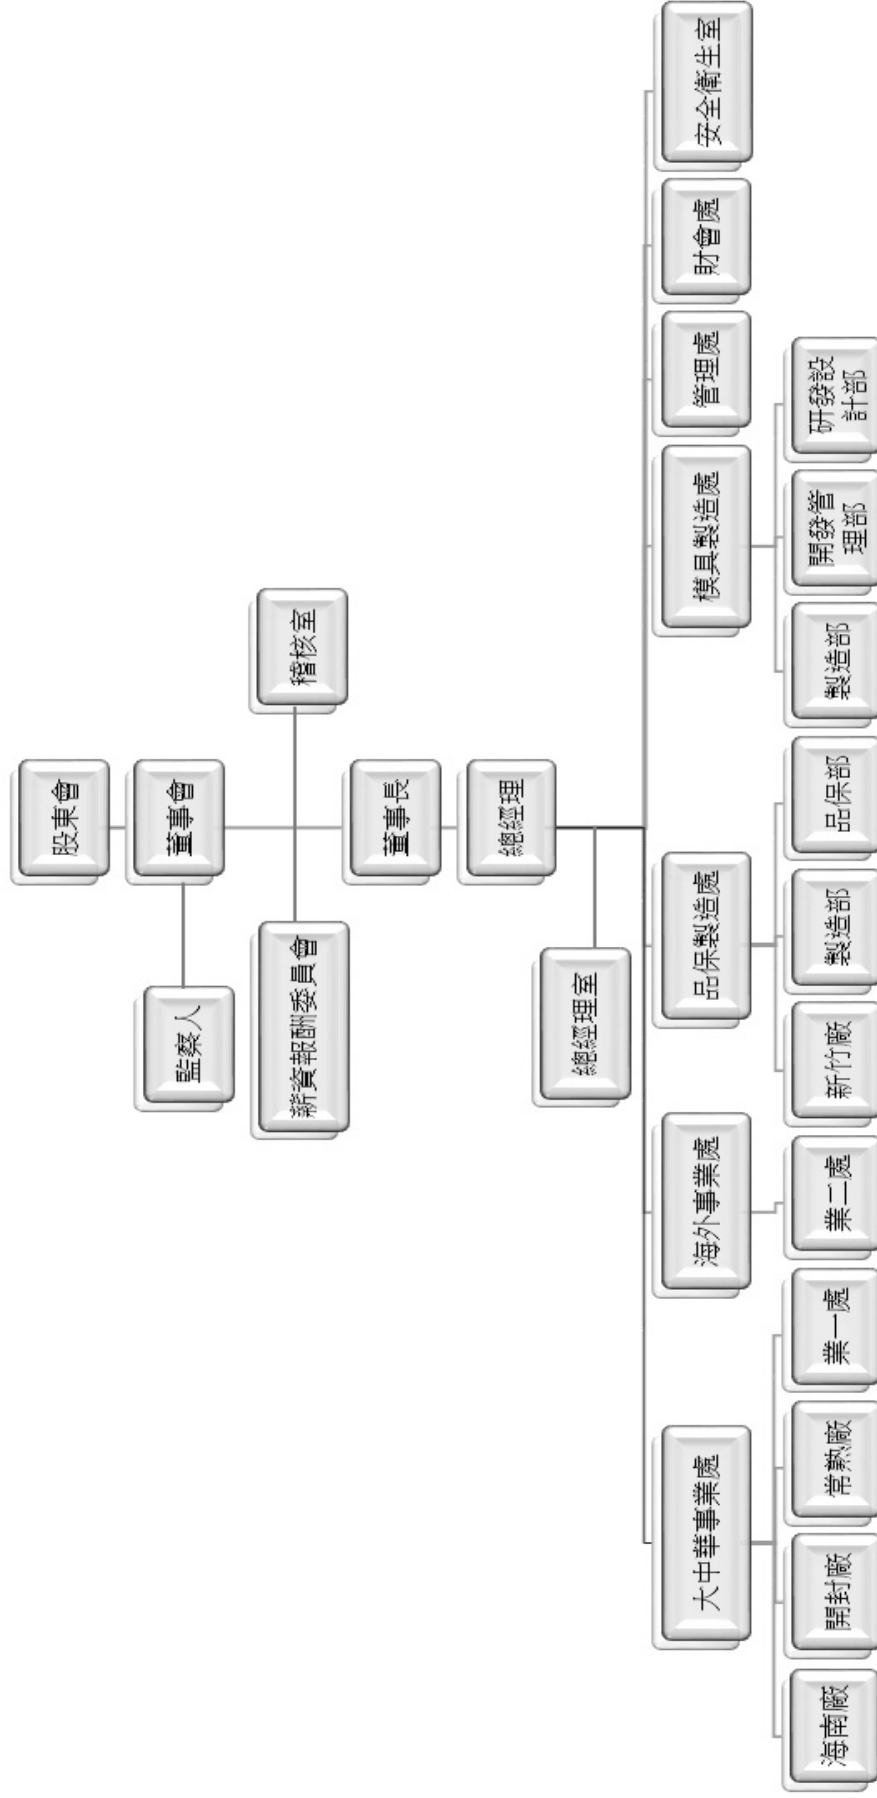 股東會
董事會
監察人
薪資報酬委員會
稽核室
董事長
總經理
總經理室
大中華事業處
海外事業處
品保製造處
模具製造處
管理處
財會處
安全衛生室
海南廠
開封廠
常熟廠
業一處
業二處
新竹廠
製造部
品保部
製造部
開發管
理部
研發設
計部